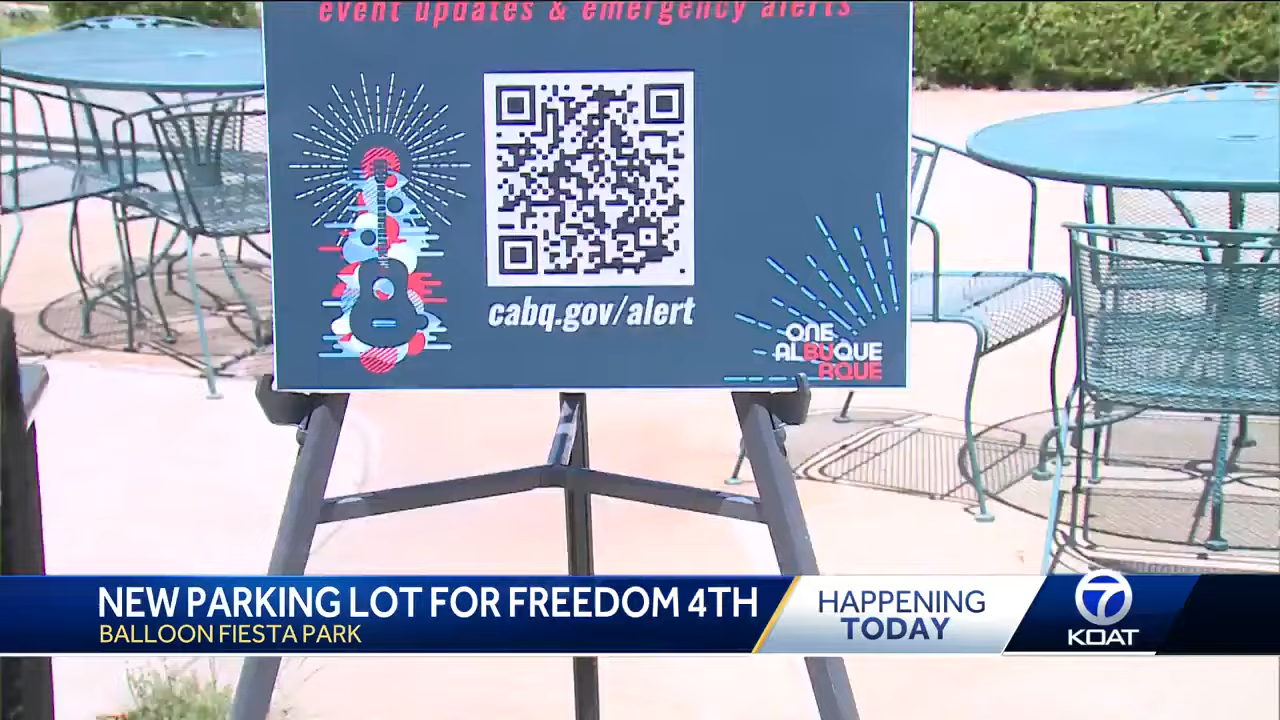 event updates & emergency alerts
cabq.gov/alert
ONE
ALBUQUE
RQUE
NEW PARKING LOT FOR FREEDOM 4TH
BALLOON FIESTA PARK
HAPPENING
TODAY
7
KOAT